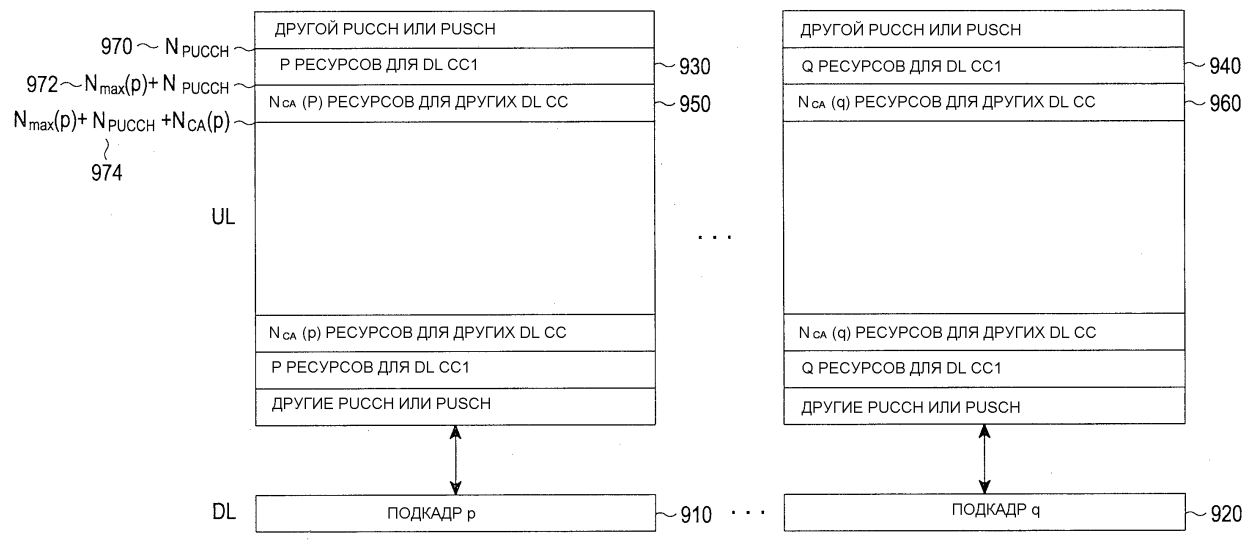 ДРУГОЙ PUCCH ИЛИ PUSCH
970 ~ N PUCCH
P РЕСУРСОВ ДЛЯ DL CC1
930
972 ~ Nmax(p)+ N PUCCH
NCA (P) РЕСУРСОВ ДЛЯ ДРУГИХ DL CC
950
Nmax(p)+ NPUCCH +NCA(p)
974
UL
NCA (p) РЕСУРСОВ ДЛЯ ДРУГИХ DL CC
P РЕСУРСОВ ДЛЯ DL CC1
ДРУГИЕ PUCCH ИЛИ PUSCH
. . .
ДРУГОЙ PUCCH ИЛИ PUSCH
Q РЕСУРСОВ ДЛЯ DL CC1
940
NCA (q) РЕСУРСОВ ДЛЯ ДРУГИХ DL CC
960
NCA (q) РЕСУРСОВ ДЛЯ ДРУГИХ DL CC
Q РЕСУРСОВ ДЛЯ DL CC1
ДРУГИЕ PUCCH ИЛИ PUSCH
DL
ПОДКАДР p
910
. . .
ПОДКАДР q
920